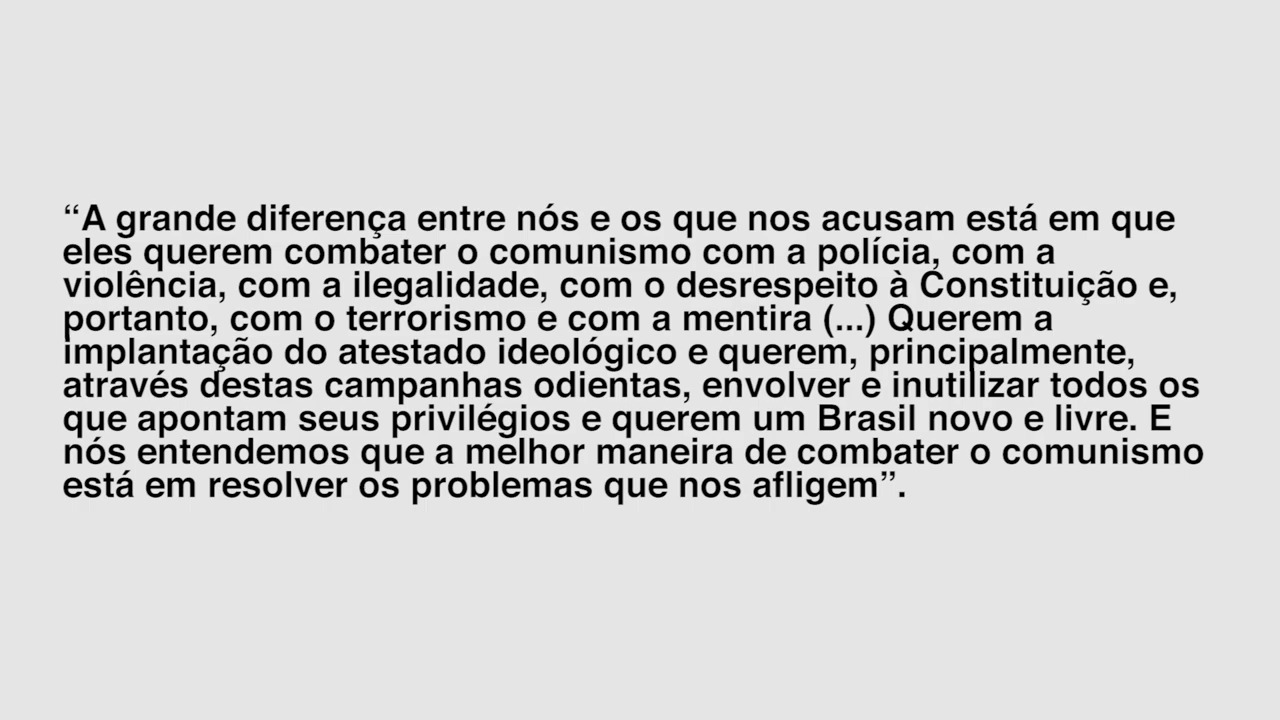 “A grande diferença entre nós e os que nos acusam está em que
eles querem combater o comunismo com a polícia, com a
violência, com a ilegalidade, com o desrespeito à Constituição e,
portanto, com o terrorismo e com a mentira (...) Querem a
implantação do atestado ideológico e querem, principalmente,
através destas campanhas odientas, envolver e inutilizar todos os
que apontam seus privilégios e querem um Brasil novo e livre. E
nós entendemos que a melhor maneira de combater o comunismo
está em resolver os problemas que nos afligem”.